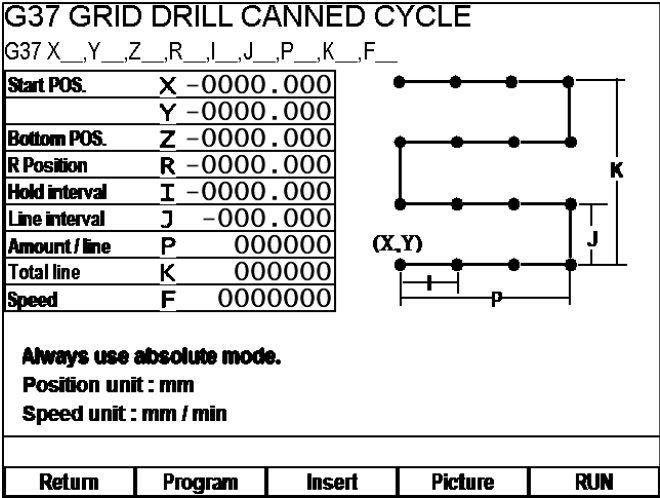 G37 GRID DRILL CANNED CYCLE
G37 X__,Y__,Z__,R__,I__,J__,P__,K__,F__
Start POS. X -0000.000
Y -0000.000
Bottom POS. Z -0000.000
R Position R -0000.000
Hold interval I -0000.000
Line interval J -000.000
Amount / line P 000000
Total line K 000000
Speed F 0000000
K
J
(X,Y)
I
P
Always use absolute mode.
Position unit : mm
Speed unit : mm / min
Return Program Insert Picture RUN